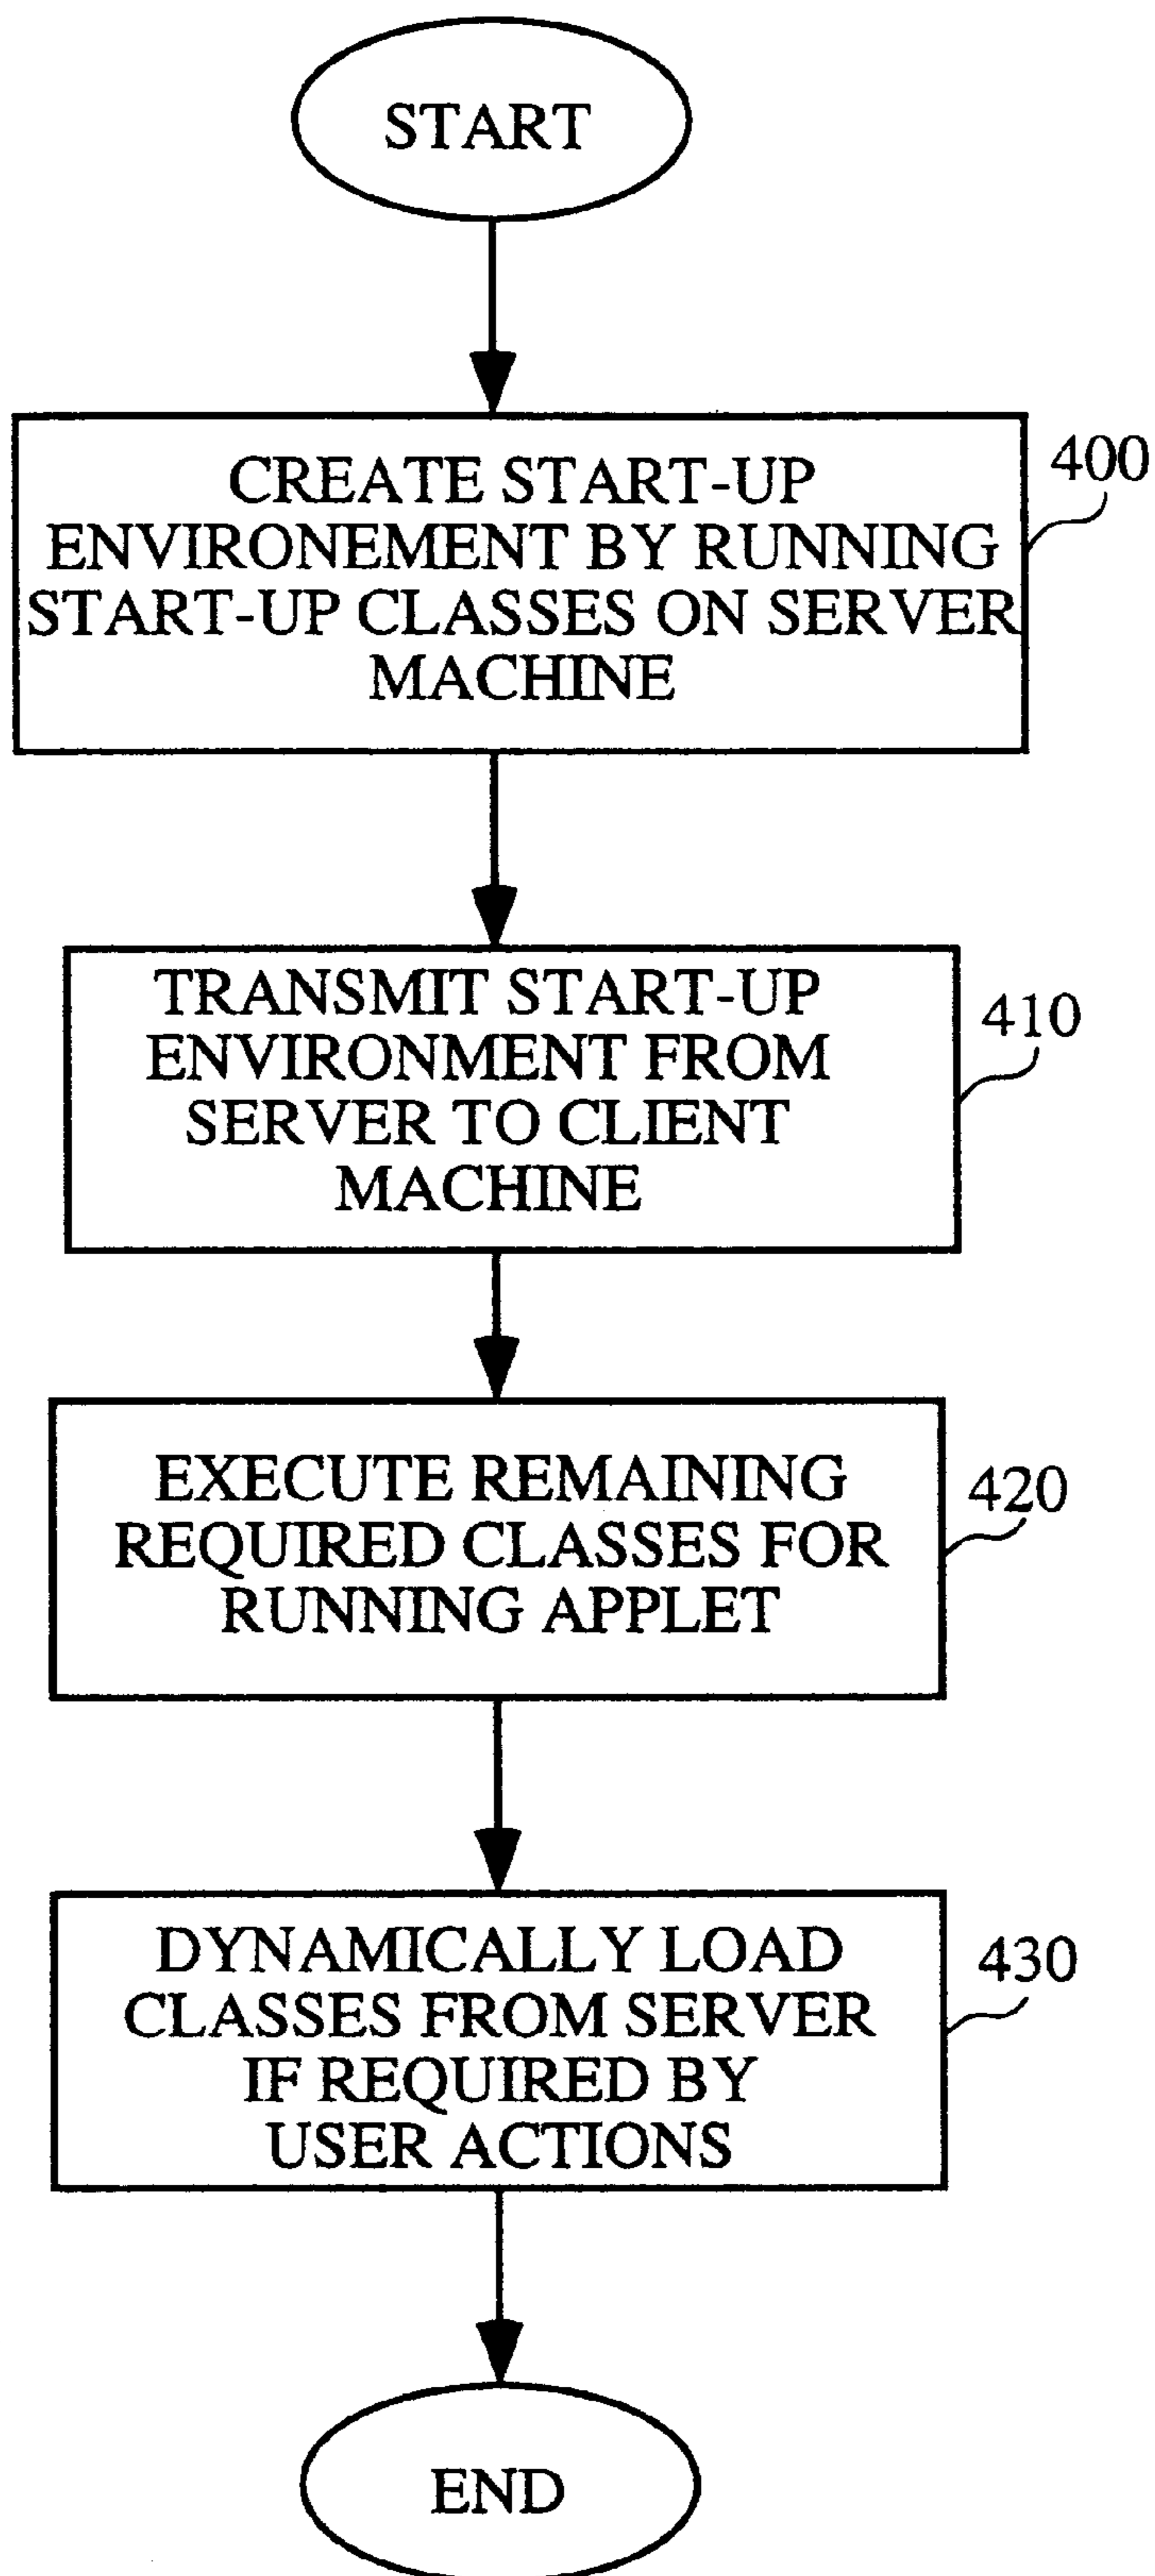 START
CREATE START-UP
ENVIRONEMENT BY RUNNING
START-UP CLASSES ON SERVER
MACHINE
400
TRANSMIT START-UP
ENVIRONMENT FROM
SERVER TO CLIENT
MACHINE
410
EXECUTE REMAINING
REQUIRED CLASSES FOR
RUNNING APPLET
420
DYNAMICALLY LOAD
CLASSES FROM SERVER
IF REQUIRED BY
USER ACTIONS
430
END